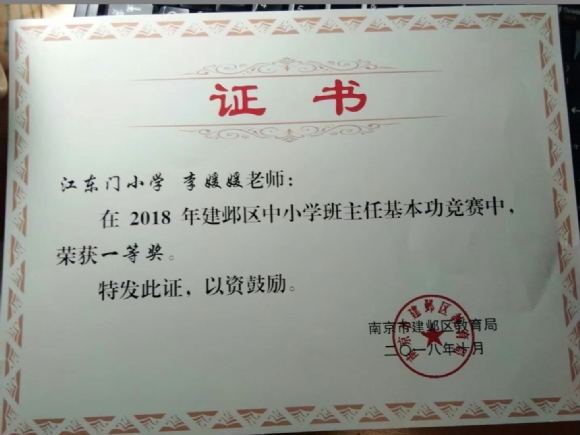 证书
江东门小学 李媛媛老师：
在 2018 年建邺区中小学班主任基本功竞赛中，
荣获一等奖。
特发此证，以资鼓励。
南京市建邺区教育局
二〇一八年十月